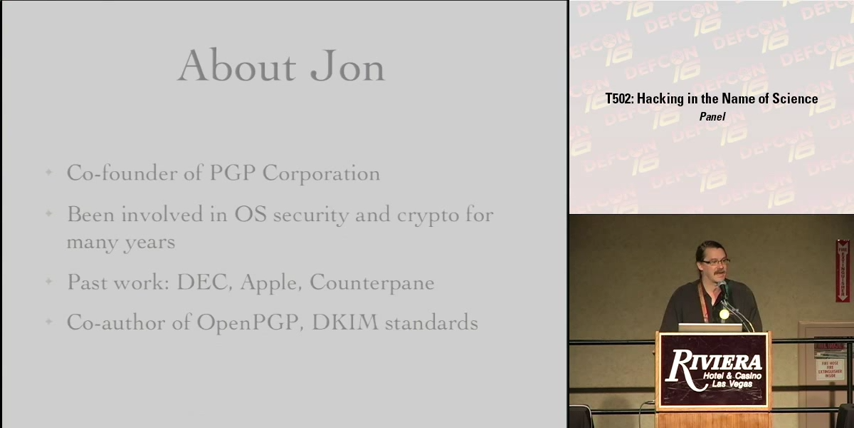 About Jon
Co-founder of PGP Corporation
Been involved in OS security and crypto for
many years
Past work: DEC, Apple, Counterpane
Co-author of OpenPGP, DKIM standards
DEFCON 16
T502: Hacking in the Name of Science
Panel
RIVIERA
Hotel & Casino
Las Vegas